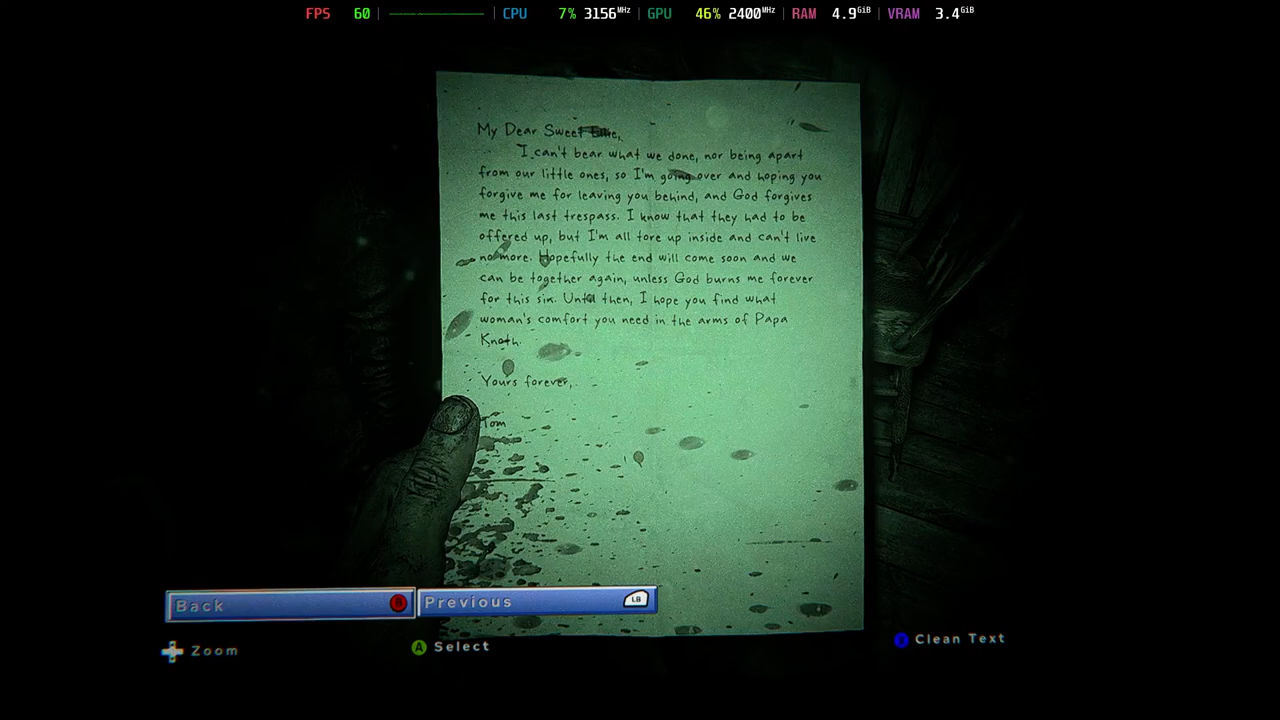 FPS 60 CPU 7% 3156MHz GPU 46% 2400MHz RAM 4.9GiB VRAM 3.4GiB
My Dear Sweet
I can't bear what we done, nor being apart
from our little ones, so I'm going over and hoping you
forgive me for leaving you behind, and God forgives
me this last trespass. I know that they had to be
offered up, but I'm all tore up inside and can't live
no more. Hopefully the end will come soon and we
can be together again, unless God burns me forever
for this sin. Until then, I hope you find what
woman's comfort you need in the arms of Papa
Knoth.
Yours forever,
Tom
Back B Previous LB
Zoom
A Select
Clean Text